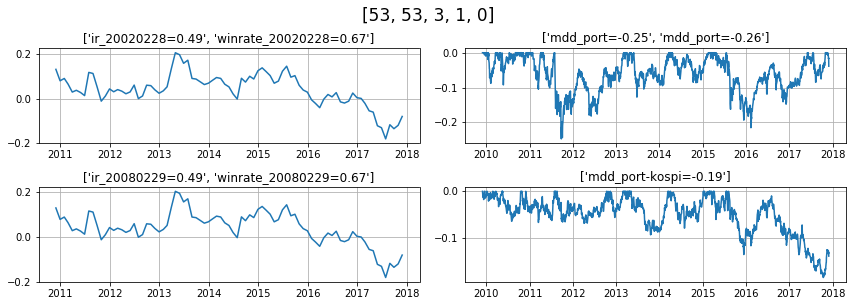 [53, 53, 3, 1, 0]
['ir_20020228=0.49', 'winrate_20020228=0.67']
0.2
0.0
−0.2
2011 2012 2013 2014 2015 2016 2017 2018
['mdd_port=-0.25', 'mdd_port=-0.26']
0.0
−0.1
−0.2
2010 2011 2012 2013 2014 2015 2016 2017 2018
['ir_20080229=0.49', 'winrate_20080229=0.67']
0.2
0.0
−0.2
2011 2012 2013 2014 2015 2016 2017 2018
['mdd_port-kospi=-0.19']
0.0
−0.1
2010 2011 2012 2013 2014 2015 2016 2017 2018